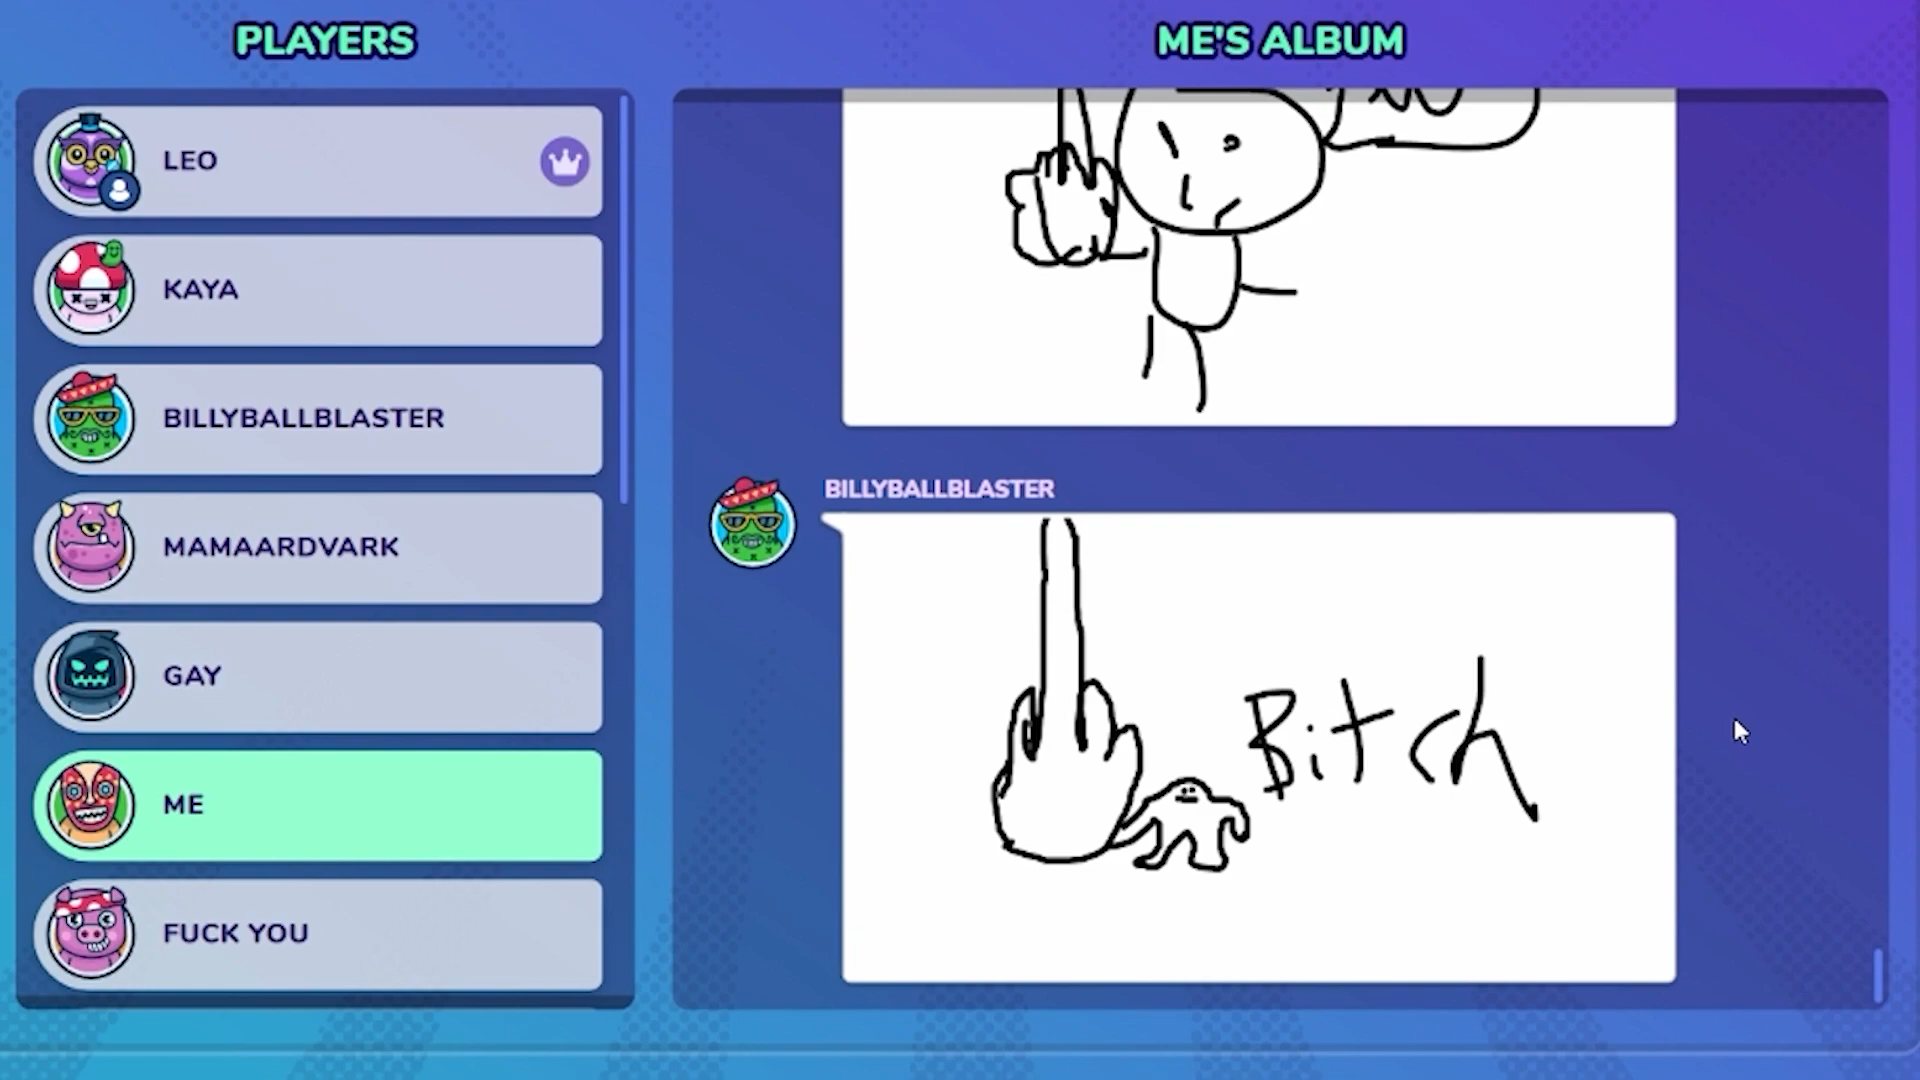 PLAYERS
ME'S ALBUM
LEO
KAYA
BILLYBALLBLASTER
MAMAARDVARK
GAY
ME
FUCK YOU
BILLYBALLBLASTER
Bitch